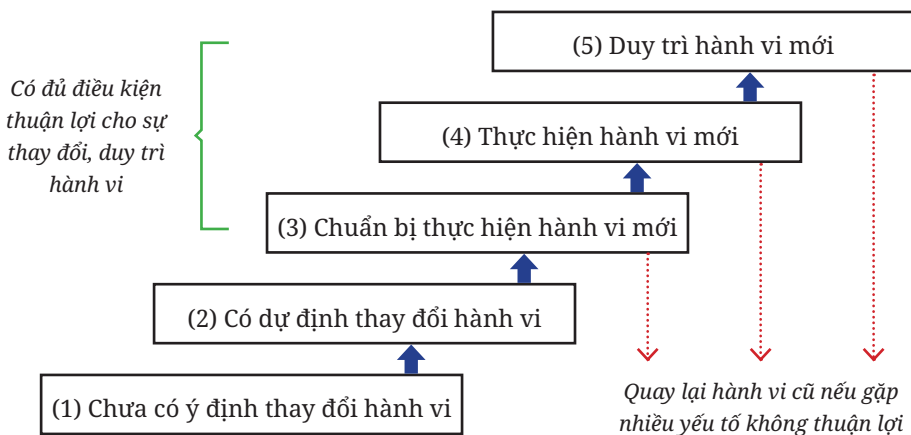 (5) Duy trì hành vi mới
Có đủ điều kiện
thuận lợi cho sự
thay đổi, duy trì
hành vi
(4) Thực hiện hành vi mới
(3) Chuẩn bị thực hiện hành vi mới
(2) Có dự định thay đổi hành vi
(1) Chưa có ý định thay đổi hành vi
Quay lại hành vi cũ nếu gặp
nhiều yếu tố không thuận lợi